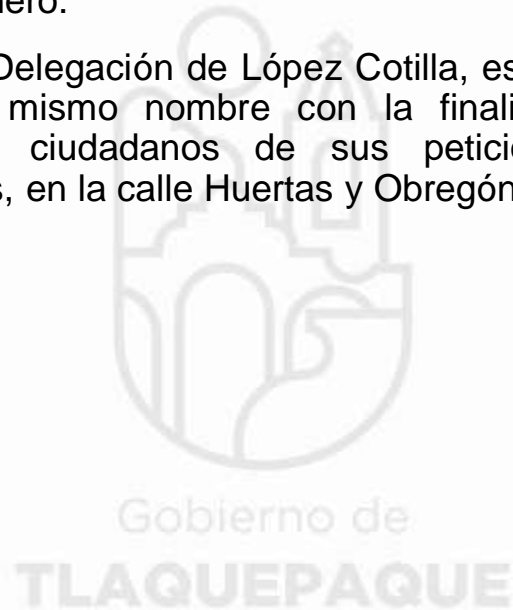 Delegación de López Cotilla, es
mismo nombre con la finali
ciudadanos de sus petici
s, en la calle Huertas y Obregón
Gobierno de
TLAQUEPAQUE